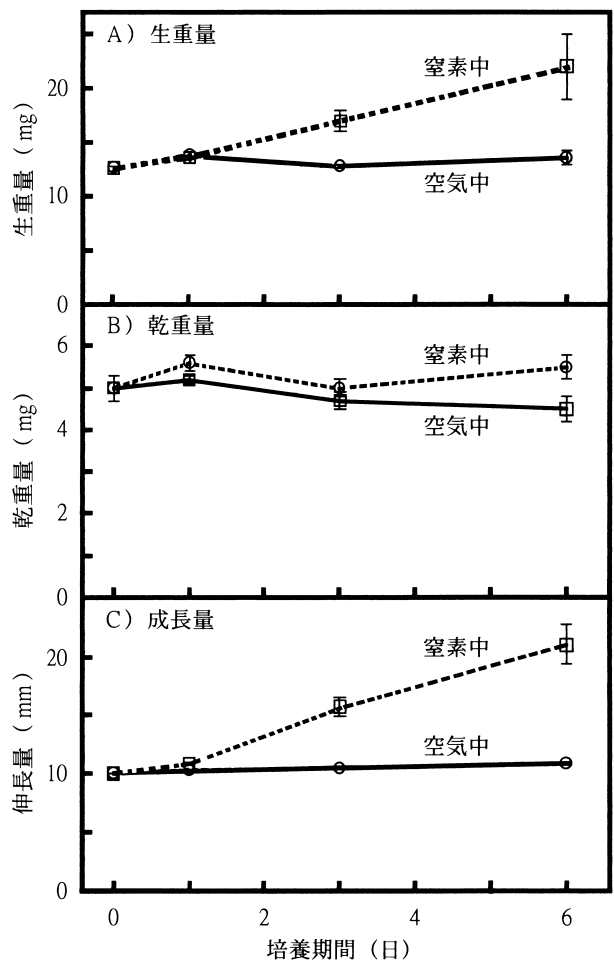 A）生重量
窒素中
空気中
生重量（mg）
20
10
0
B）乾重量
窒素中
空気中
乾重量（mg）
6
4
2
0
C）成長量
窒素中
空気中
伸長量（mm）
20
10
0
0 2 4 6
培養期間（日）